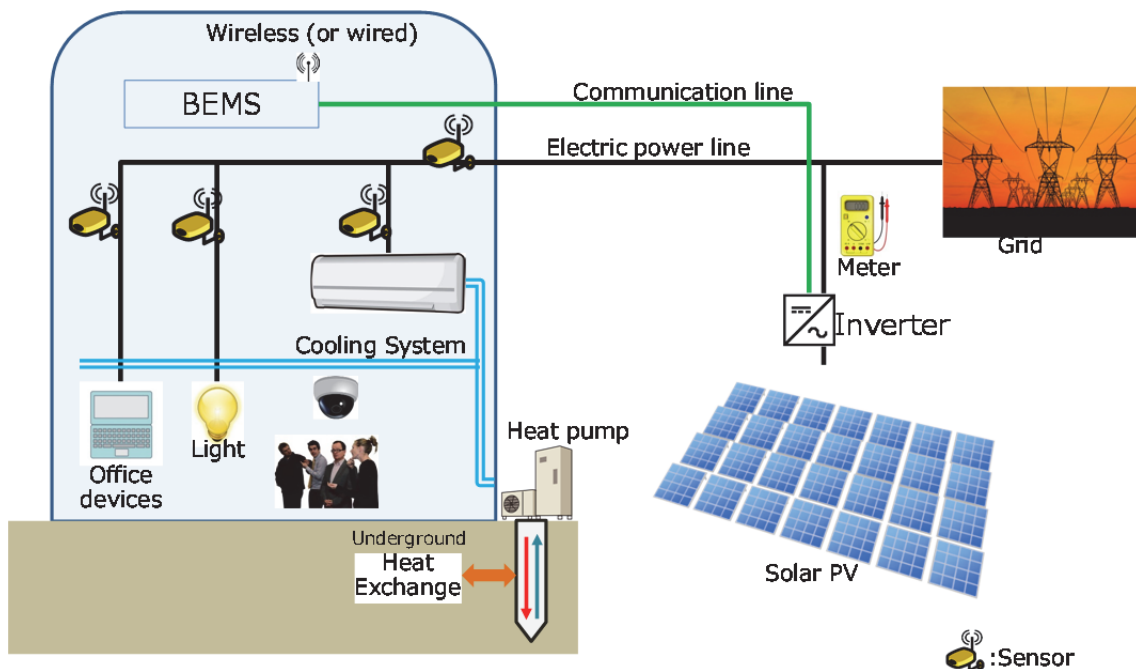 Wireless (or wired)
BEMS
Communication line
Electric power line
Grid
Meter
Inverter
Cooling System
Office
devices
Light
Heat pump
Underground
Heat
Exchange
Solar PV
:Sensor